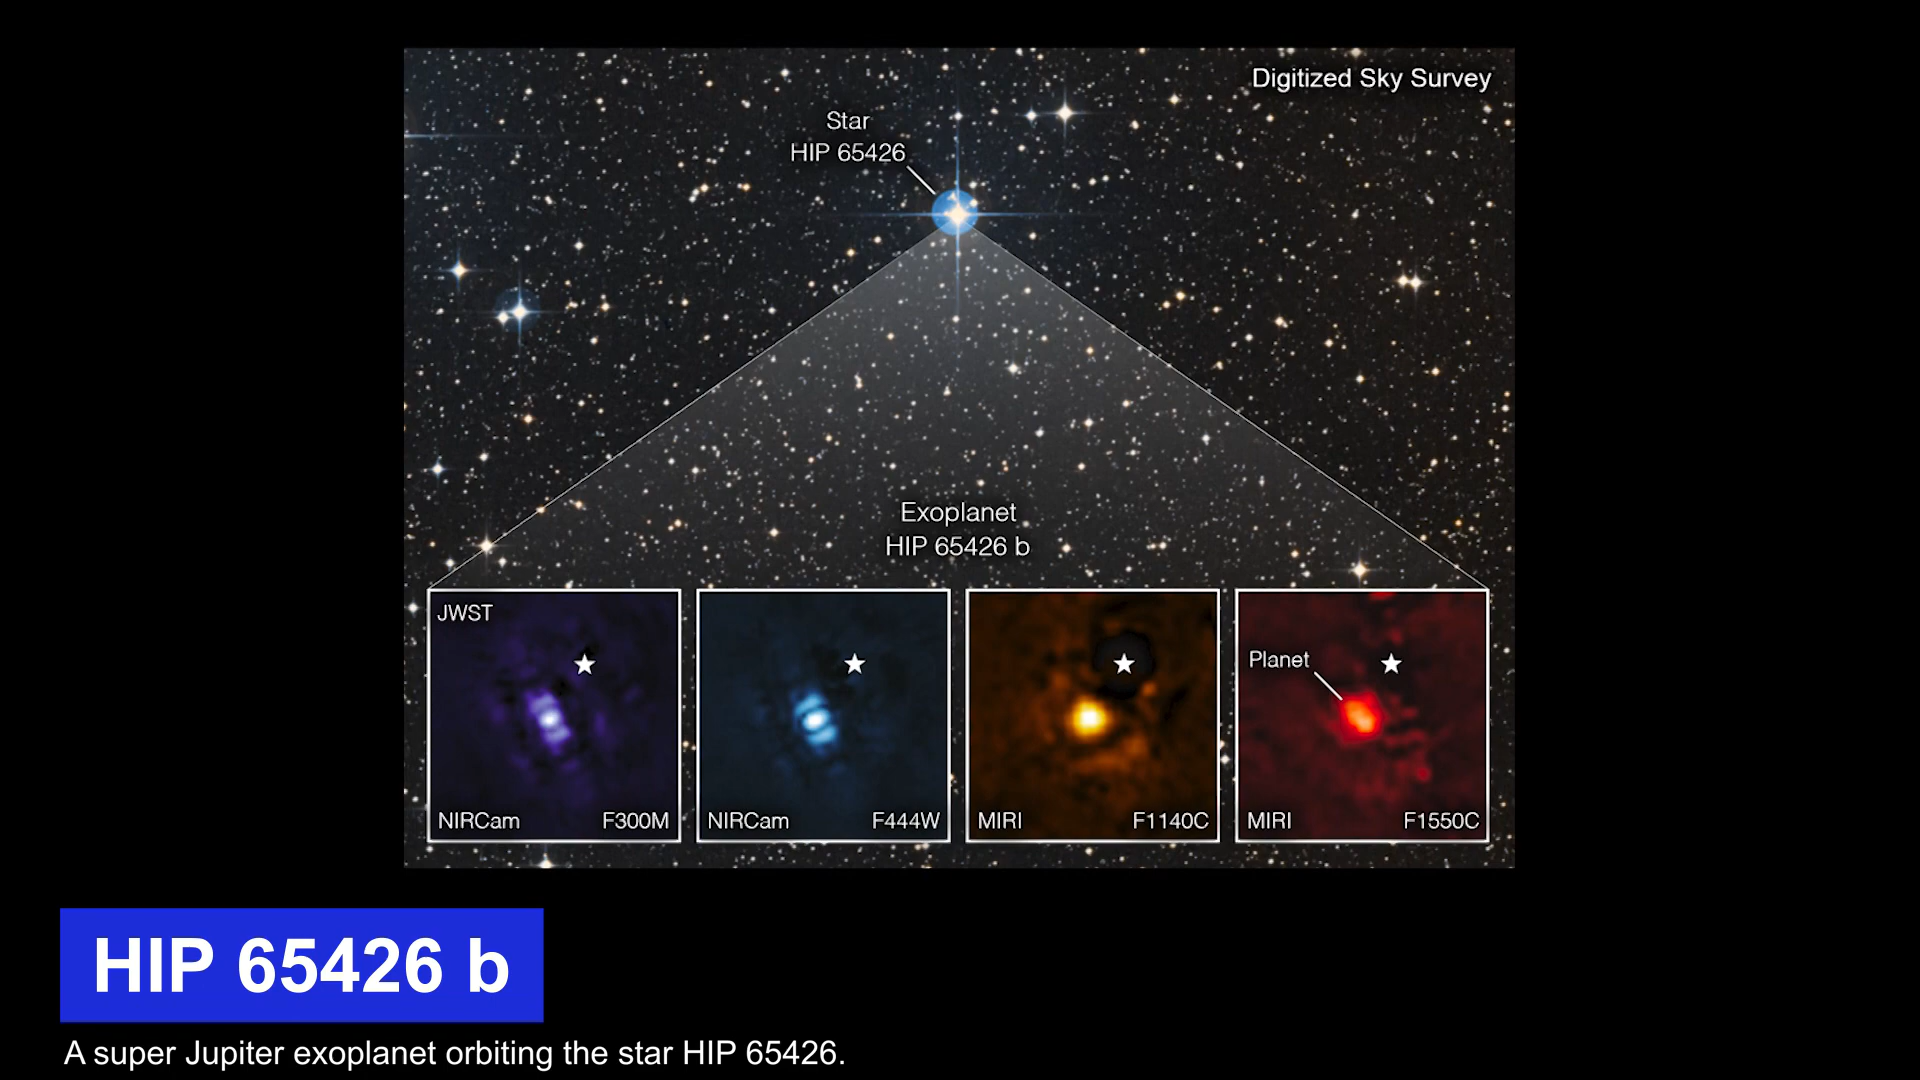 Digitized Sky Survey
Star
HIP 65426
Exoplanet
HIP 65426 b
JWST
NIRCam F300M
NIRCam F444W
MIRI F1140C
Planet
MIRI F1550C
HIP 65426 b
A super Jupiter exoplanet orbiting the star HIP 65426.